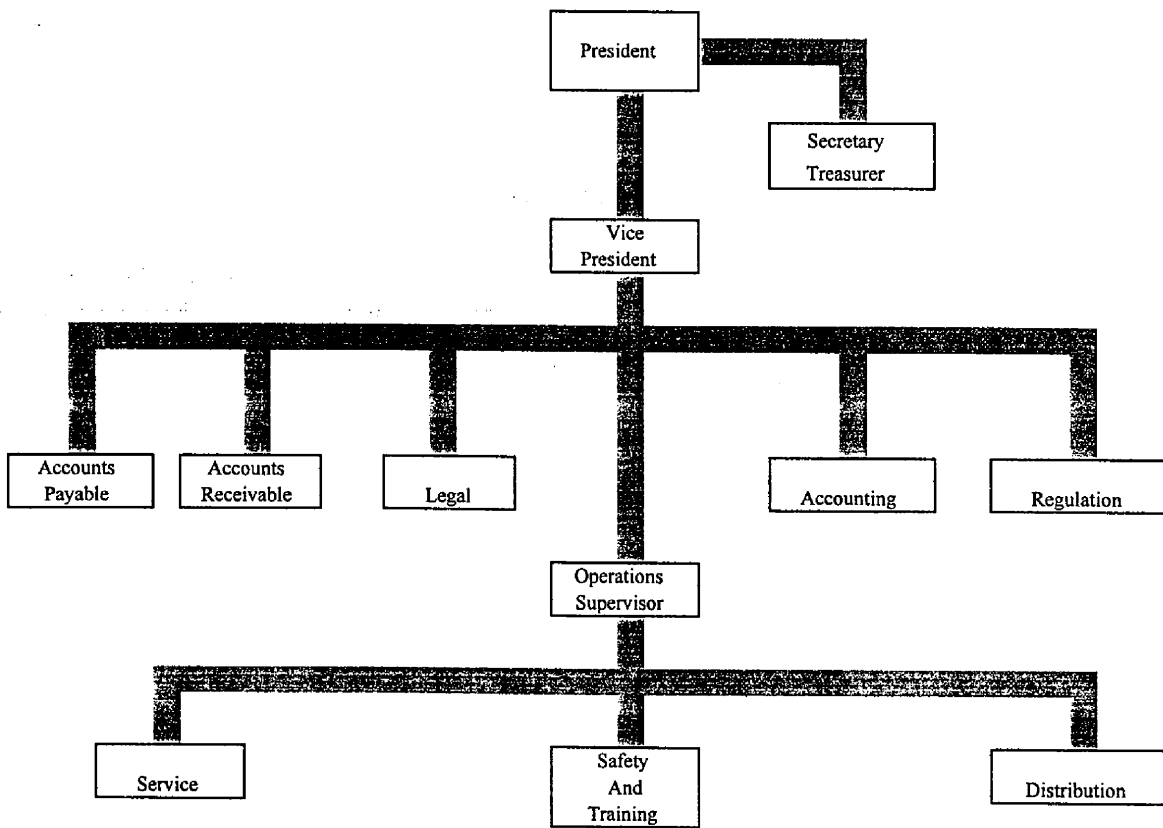 President
Secretary
Treasurer
Vice
President
Accounts
Payable
Accounts
Receivable
Legal
Accounting
Regulation
Operations
Supervisor
Service
Safety
And
Training
Distribution